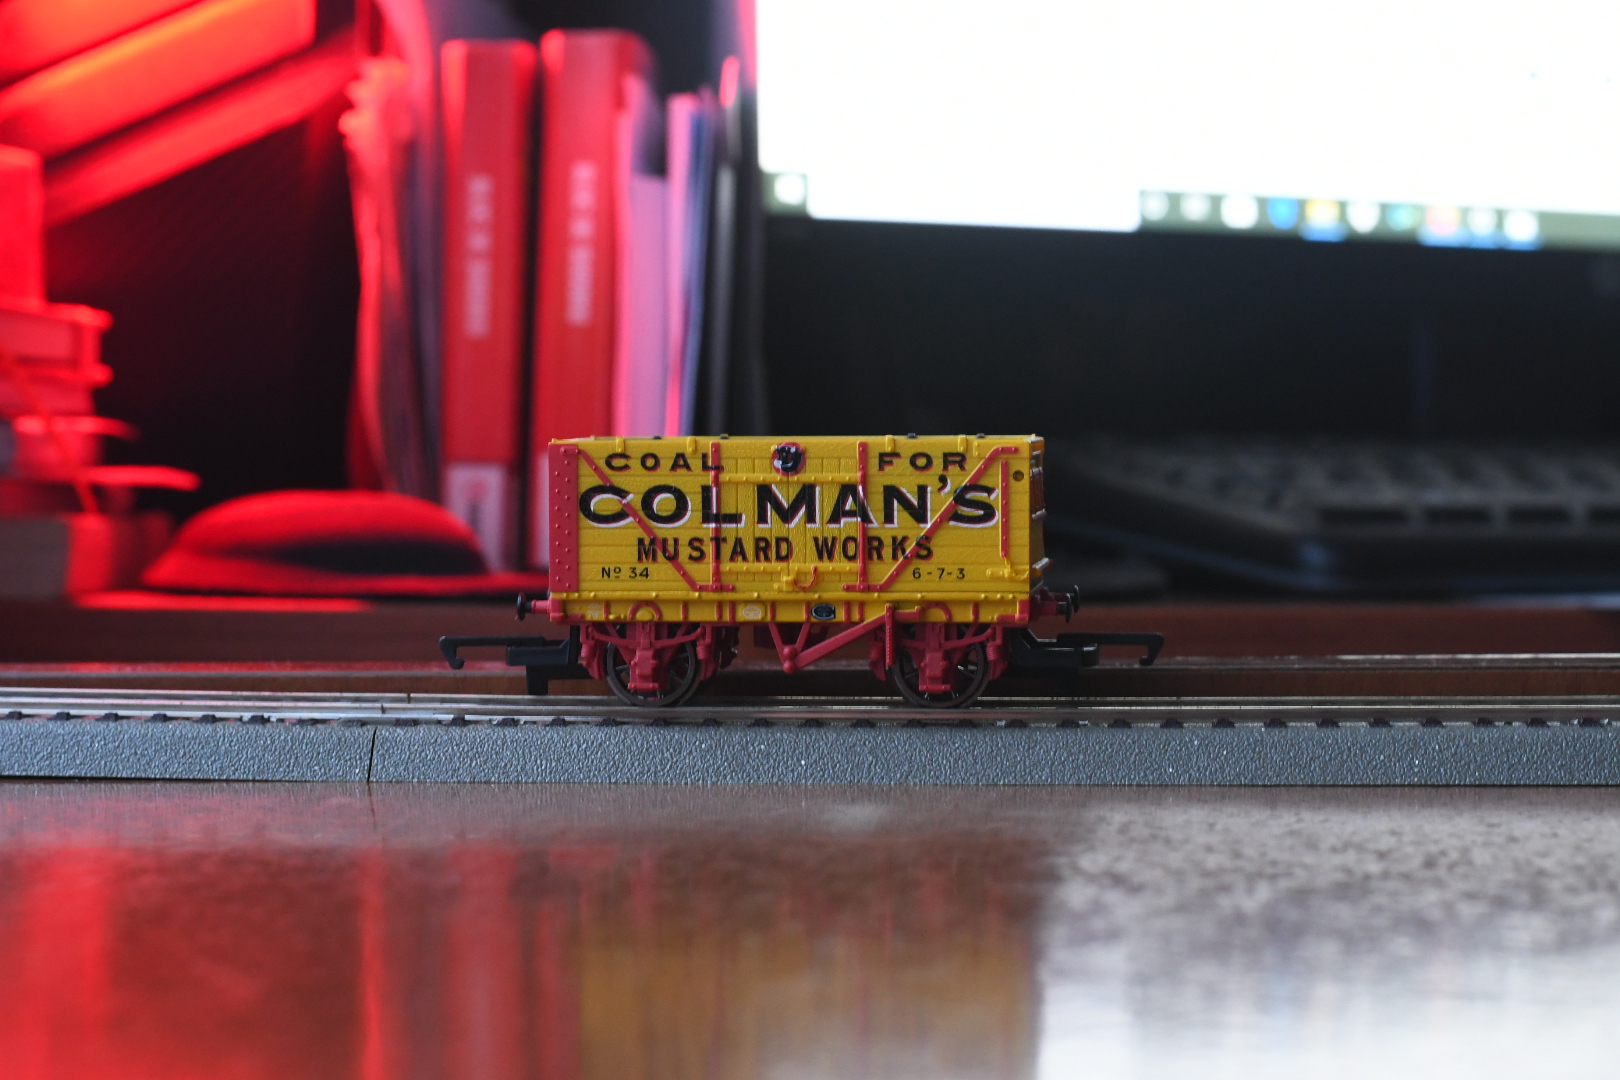 COAL FOR
COLMAN'S
MUSTARD WORKS
Nº 34 6-7-3